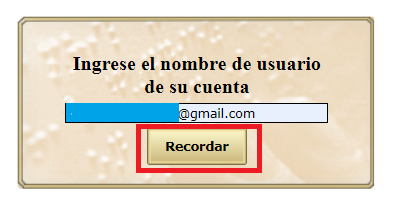 Ingrese el nombre de usuario
de su cuenta
@gmail.com
Recordar